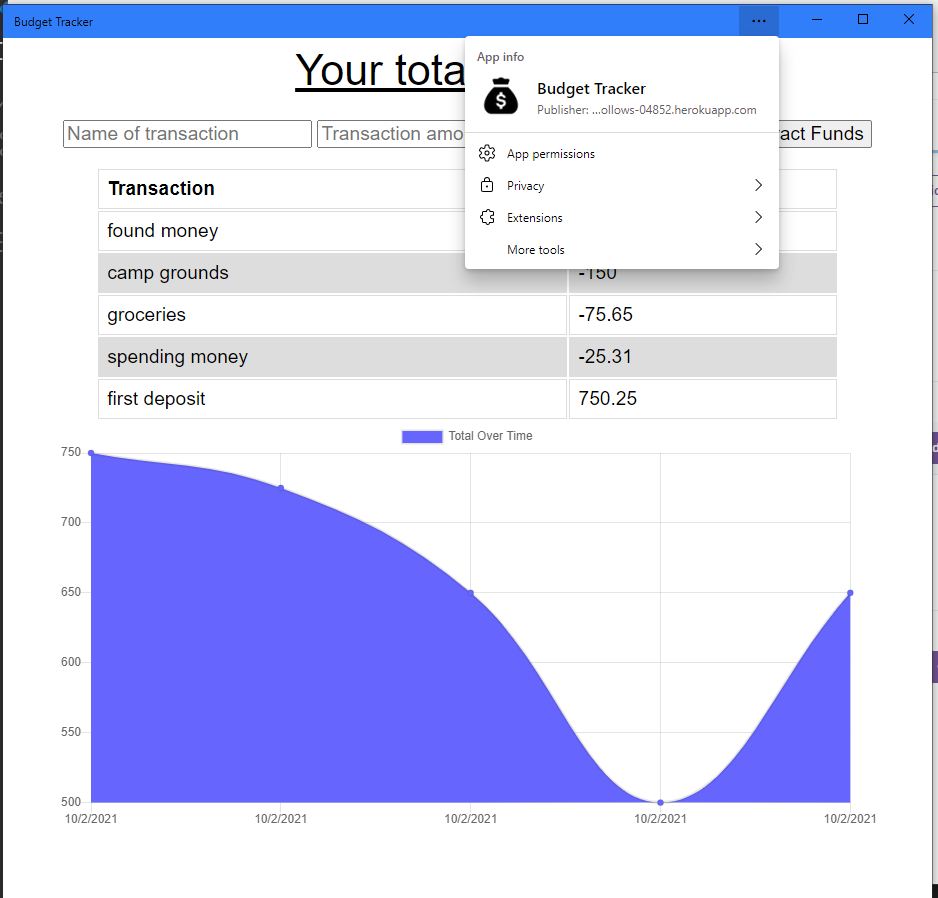 Budget Tracker
App info
Budget Tracker
Publisher: ...ollows-04852.herokuapp.com
App permissions
Privacy
Extensions
More tools
Your tota
Name of transaction Transaction amo act Funds
Transaction
found money
camp grounds -150
groceries -75.65
spending money -25.31
first deposit 750.25
Total Over Time
750
700
650
600
550
500
10/2/2021 10/2/2021 10/2/2021 10/2/2021 10/2/2021